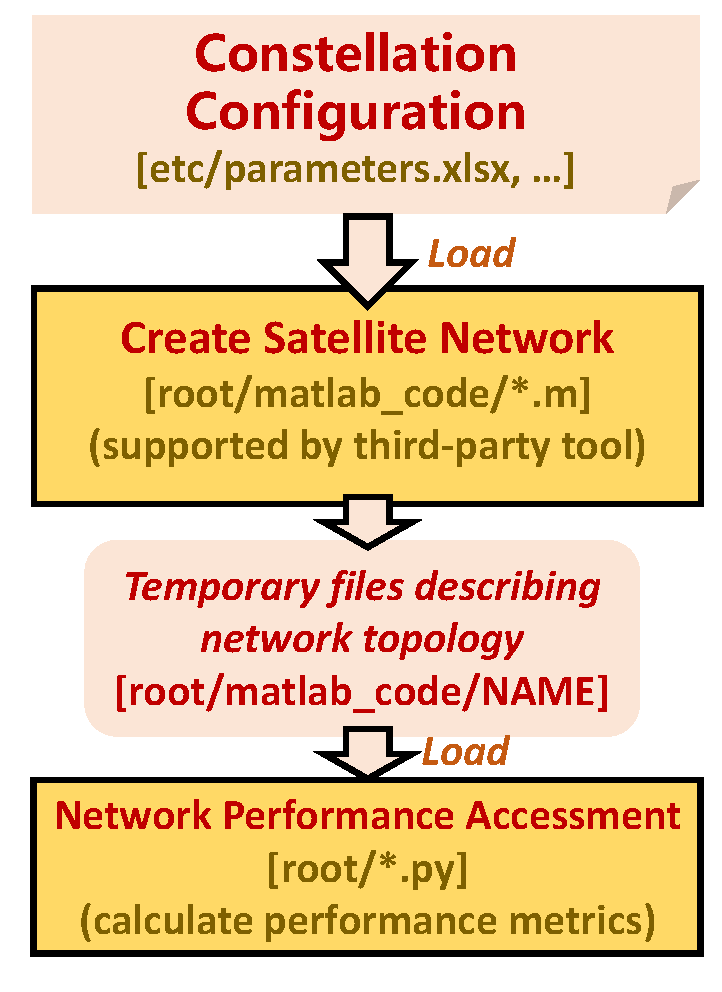 Constellation
Configuration
[etc/parameters.xlsx, …]
Load
Create Satellite Network
[root/matlab_code/*.m]
(supported by third-party tool)
Temporary files describing
network topology
[root/matlab_code/NAME]
Load
Network Performance Accessment
[root/*.py]
(calculate performance metrics)